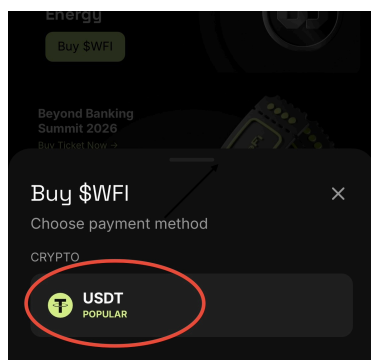 Energy
Buy $WFI
Beyond Banking
Summit 2026
Buy Ticket Now →
Buy $WFI
Choose payment method
CRYPTO
USDT
POPULAR